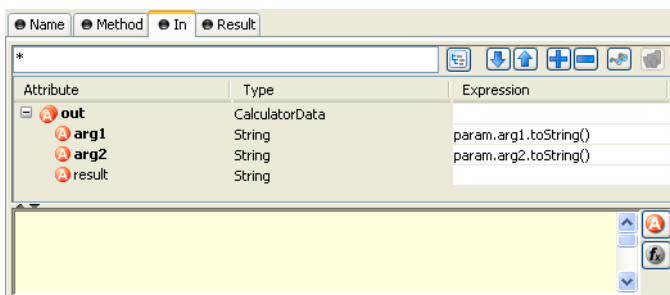 Name Method In Result
*
Attribute Type Expression
out CalculatorData
A arg1 String param.arg1.toString()
A arg2 String param.arg2.toString()
A result String
A
fx